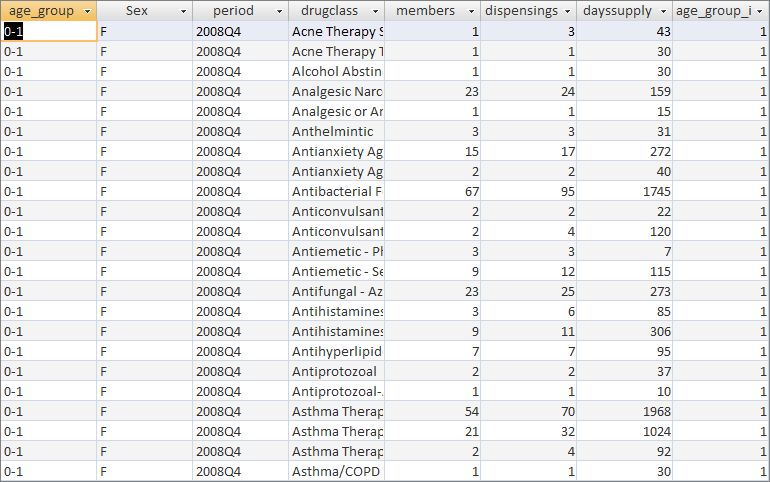 age_group Sex period drugclass members dispensings dayssupply age_group_i
0-1 F 2008Q4 Acne Therapy S 1 3 43 1
0-1 F 2008Q4 Acne Therapy T 1 1 30 1
0-1 F 2008Q4 Alcohol Abstin 1 1 30 1
0-1 F 2008Q4 Analgesic Narc 23 24 159 1
0-1 F 2008Q4 Analgesic or An 1 1 15 1
0-1 F 2008Q4 Anthelmintic 3 3 31 1
0-1 F 2008Q4 Antianxiety Ag 15 17 272 1
0-1 F 2008Q4 Antianxiety Ag 2 2 40 1
0-1 F 2008Q4 Antibacterial F 67 95 1745 1
0-1 F 2008Q4 Anticonvulsant 2 2 22 1
0-1 F 2008Q4 Anticonvulsant 2 4 120 1
0-1 F 2008Q4 Antiemetic - Ph 3 3 7 1
0-1 F 2008Q4 Antiemetic - Se 9 12 115 1
0-1 F 2008Q4 Antifungal - Az 23 25 273 1
0-1 F 2008Q4 Antihistamines 3 6 85 1
0-1 F 2008Q4 Antihistamines 9 11 306 1
0-1 F 2008Q4 Antihyperlipid 7 7 95 1
0-1 F 2008Q4 Antiprotozoal 2 2 37 1
0-1 F 2008Q4 Antiprotozoal- 1 1 10 1
0-1 F 2008Q4 Asthma Therap 54 70 1968 1
0-1 F 2008Q4 Asthma Therap 21 32 1024 1
0-1 F 2008Q4 Asthma Therap 2 4 92 1
0-1 F 2008Q4 Asthma/COPD 1 1 30 1